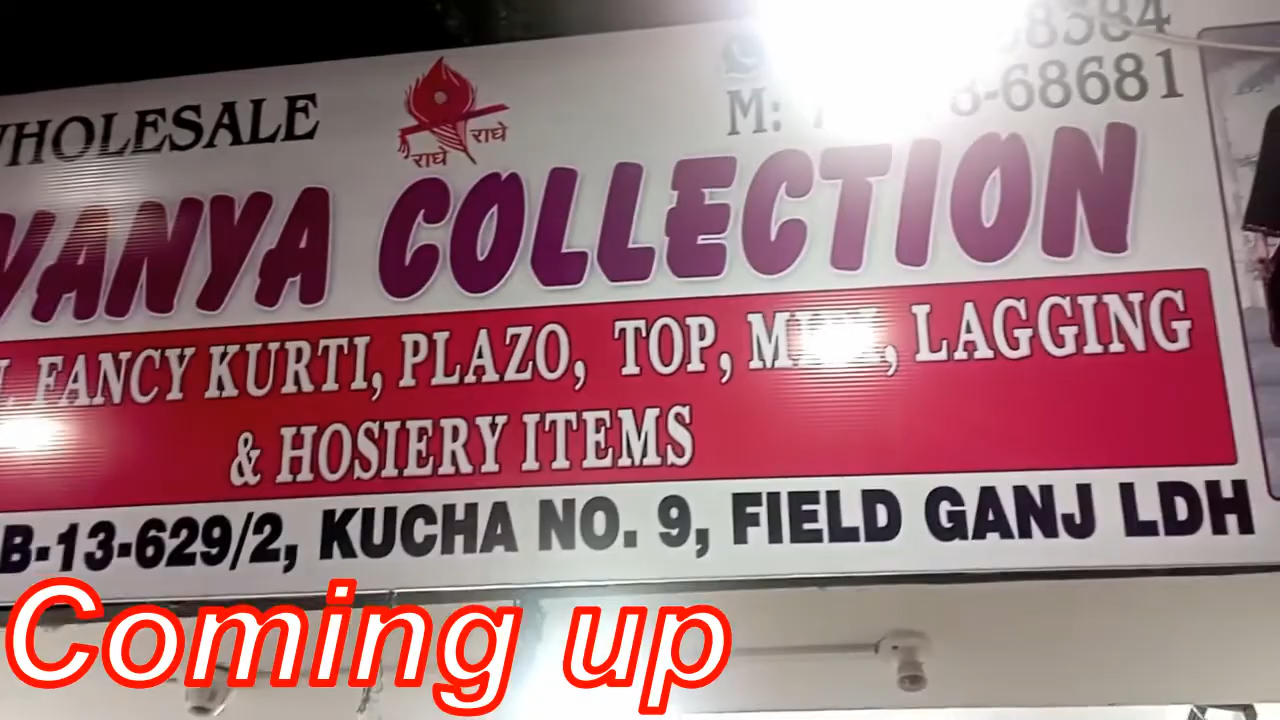 WHOLESALE
राधे राधे
68681
VANYA COLLECTION
FANCY KURTI, PLAZO, TOP, LAGGING
& HOSIERY ITEMS
B-13-629/2, KUCHA NO. 9, FIELD GANJ LDH
Coming up